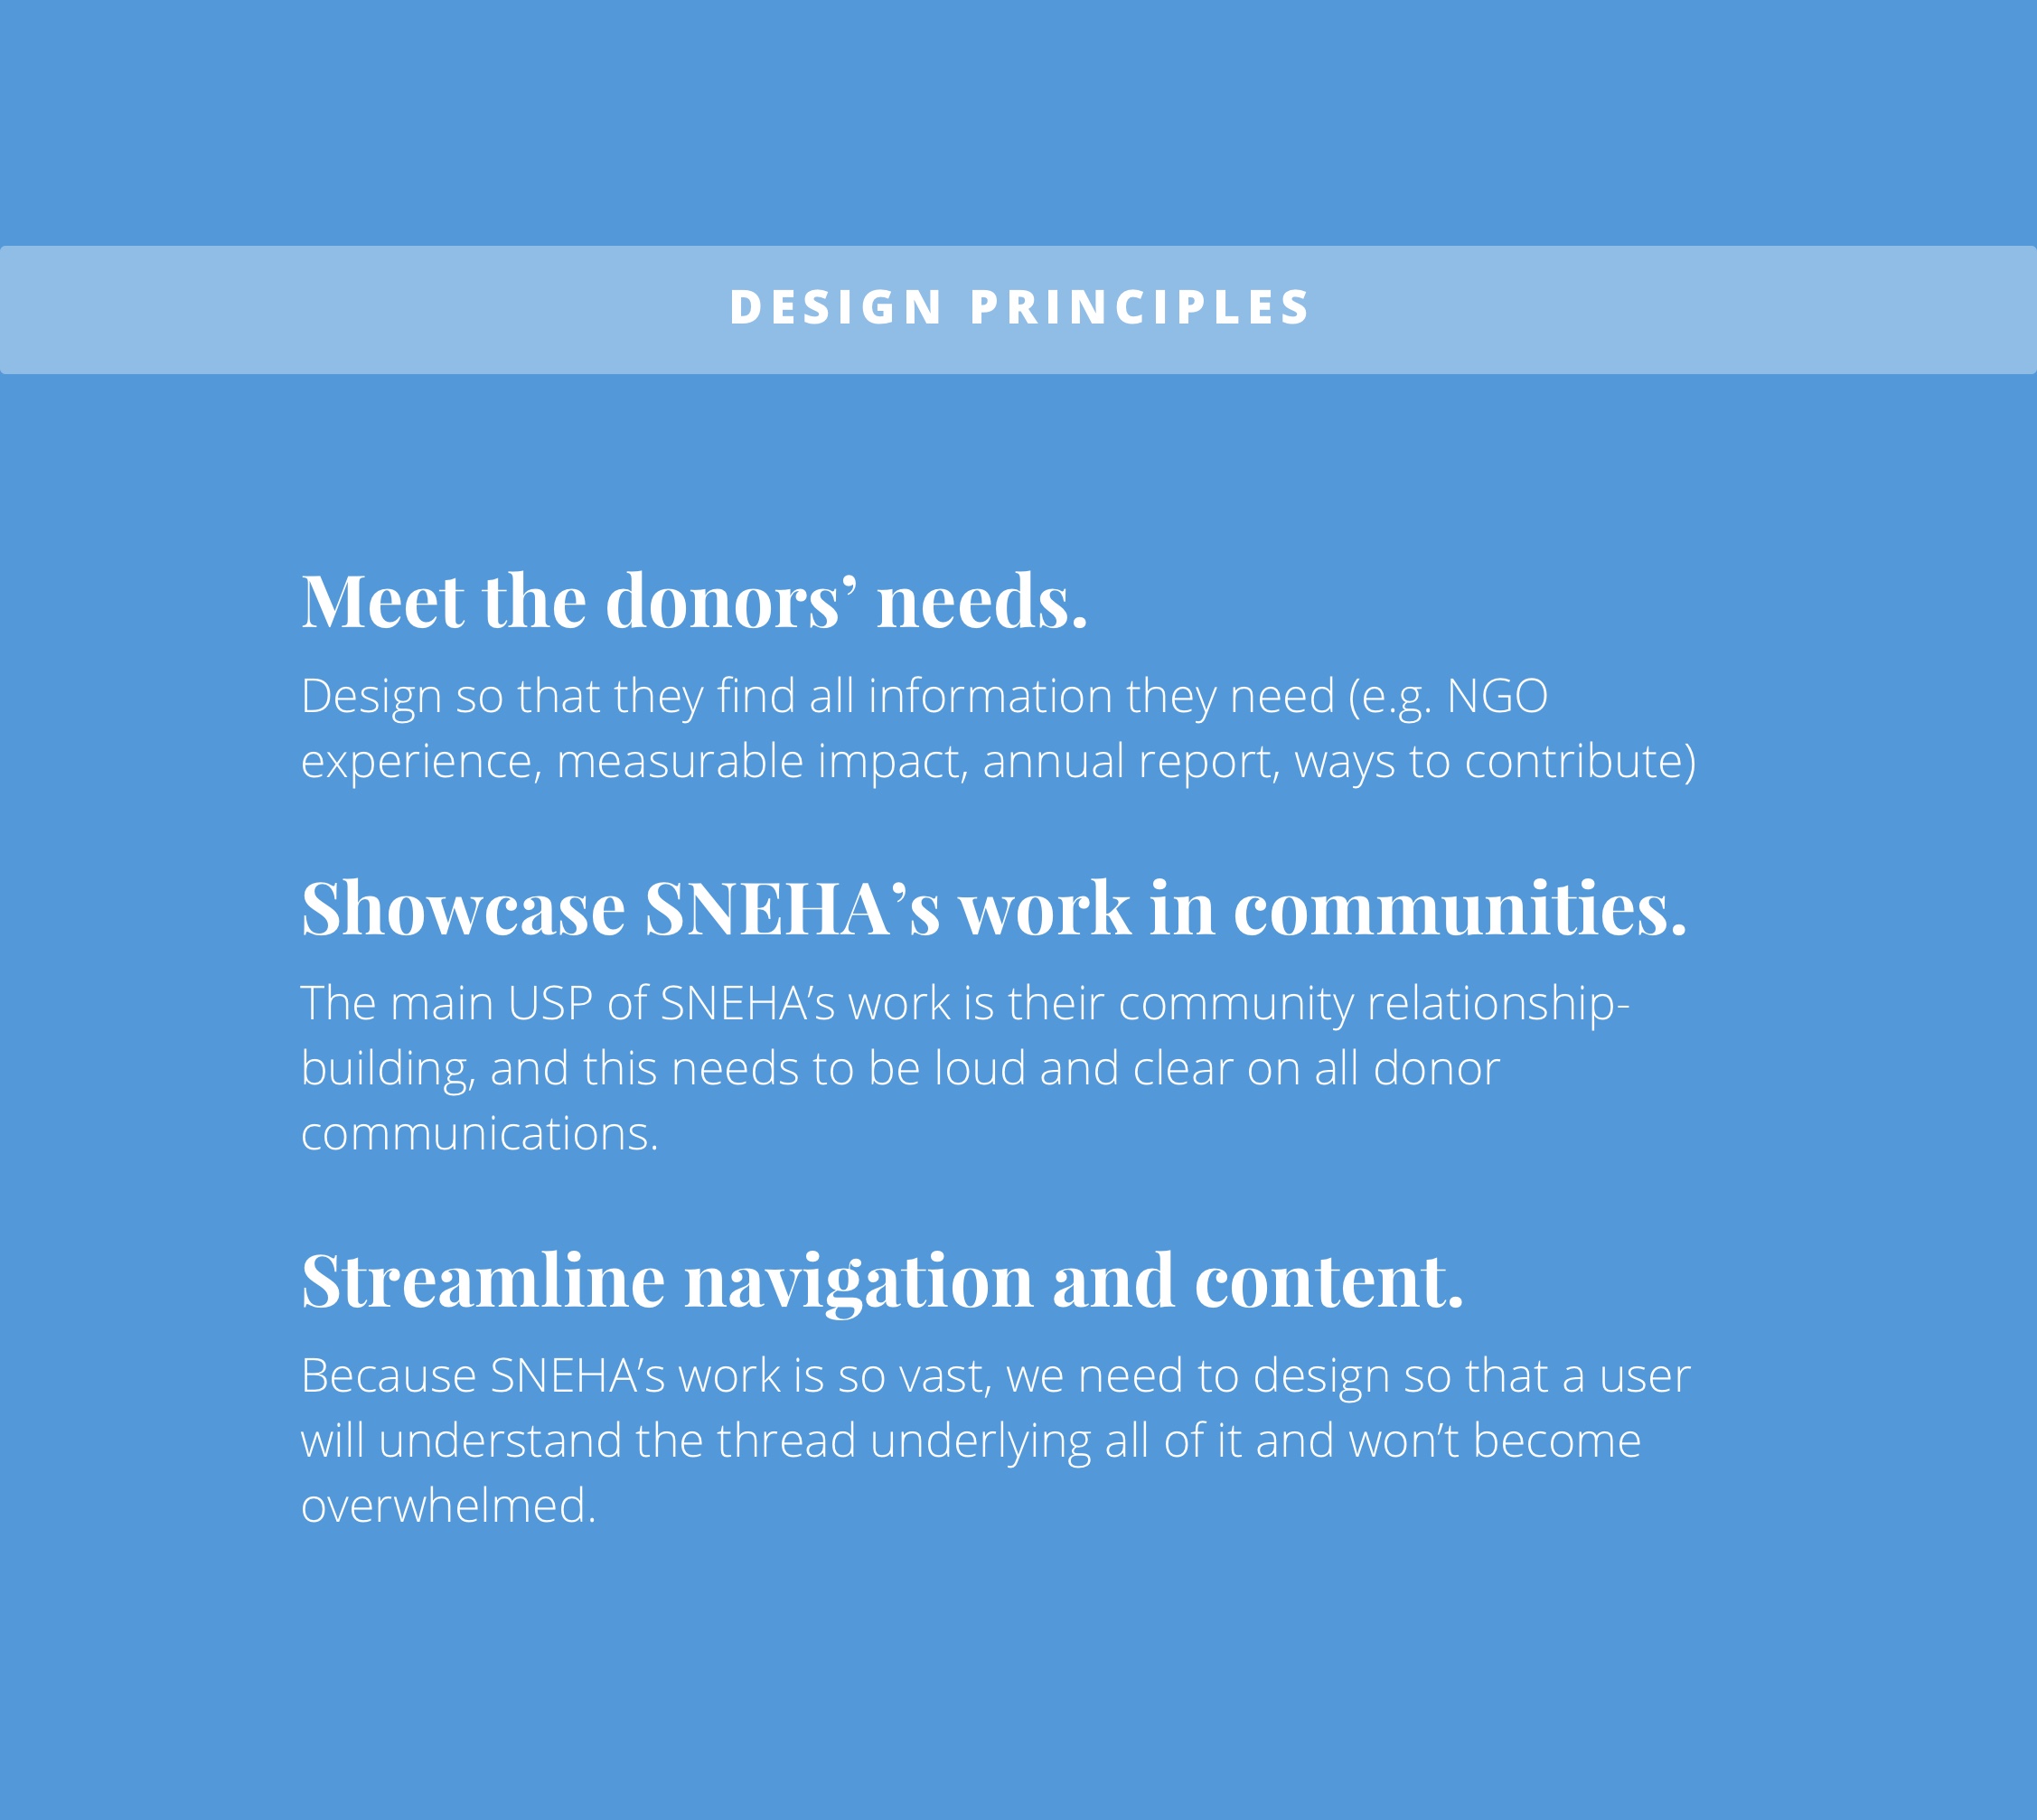 DESIGN PRINCIPLES
Meet the donors’ needs.
Design so that they find all information they need (e.g. NGO
experience, measurable impact, annual report, ways to contribute)
Showcase SNEHA’s work in communities.
The main USP of SNEHA’s work is their community relationship-
building, and this needs to be loud and clear on all donor
communications.
Streamline navigation and content.
Because SNEHA’s work is so vast, we need to design so that a user
will understand the thread underlying all of it and won’t become
overwhelmed.